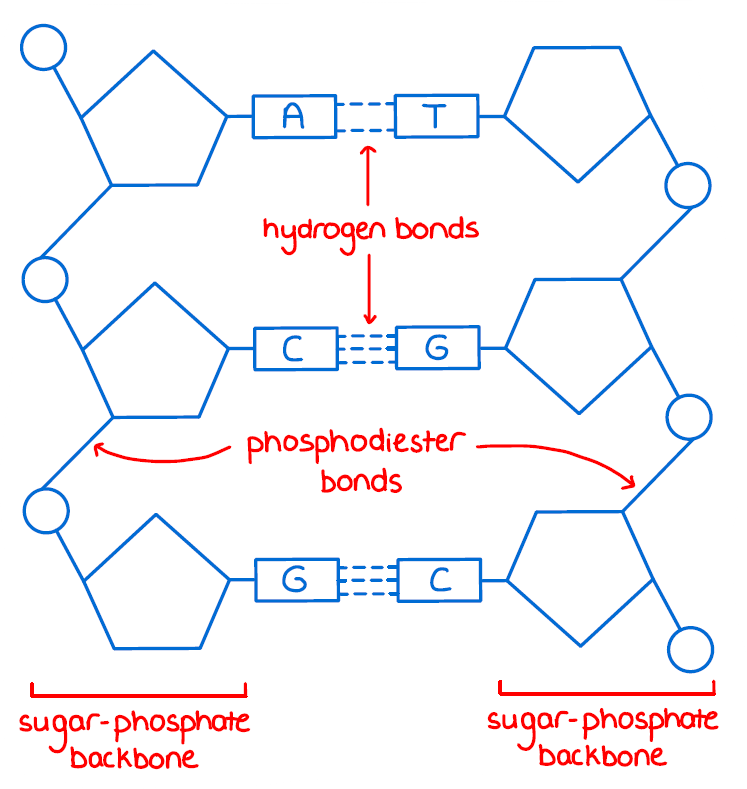 A T
hydrogen bonds
C G
phosphodiester
bonds
G C
sugar-phosphate
backbone
sugar-phosphate
backbone